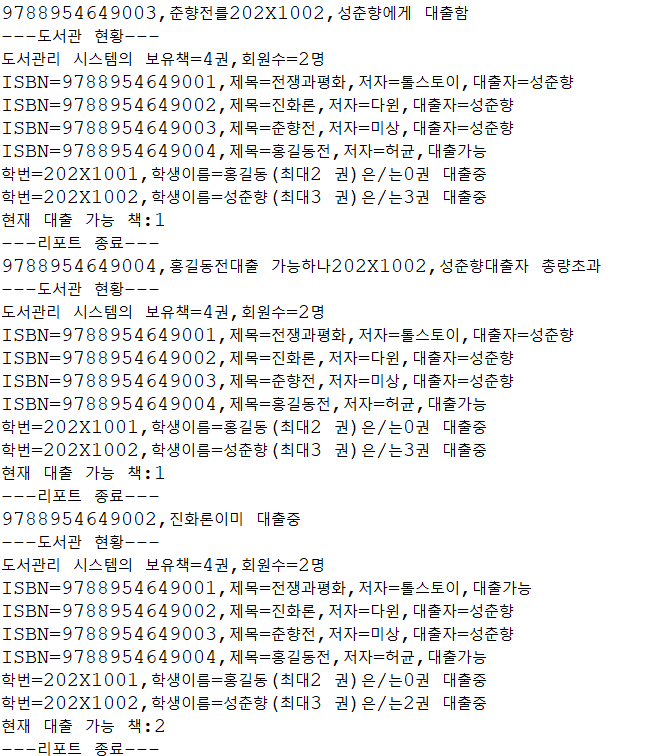 9788954649003,춘향전를202X1002,성춘향에게 대출함
---도서관 현황---
도서관리 시스템의 보유책=4권,회원수=2명
ISBN=9788954649001,제목=전쟁과평화,저자=톨스토이,대출자=성춘향
ISBN=9788954649002,제목=진화론,저자=다윈,대출자=성춘향
ISBN=9788954649003,제목=춘향전,저자=미상,대출자=성춘향
ISBN=9788954649004,제목=홍길동전,저자=허균,대출가능
학번=202X1001,학생이름=홍길동(최대2 권)은/는0권 대출중
학번=202X1002,학생이름=성춘향(최대3 권)은/는3권 대출중
현재 대출 가능 책:1
---리포트 종료---
9788954649004,홍길동전대출 가능하나202X1002,성춘향대출자 총량초과
---도서관 현황---
도서관리 시스템의 보유책=4권,회원수=2명
ISBN=9788954649001,제목=전쟁과평화,저자=톨스토이,대출자=성춘향
ISBN=9788954649002,제목=진화론,저자=다윈,대출자=성춘향
ISBN=9788954649003,제목=춘향전,저자=미상,대출자=성춘향
ISBN=9788954649004,제목=홍길동전,저자=허균,대출가능
학번=202X1001,학생이름=홍길동(최대2 권)은/는0권 대출중
학번=202X1002,학생이름=성춘향(최대3 권)은/는3권 대출중
현재 대출 가능 책:1
---리포트 종료---
9788954649002,진화론이미 대출중
---도서관 현황---
도서관리 시스템의 보유책=4권,회원수=2명
ISBN=9788954649001,제목=전쟁과평화,저자=톨스토이,대출가능
ISBN=9788954649002,제목=진화론,저자=다윈,대출자=성춘향
ISBN=9788954649003,제목=춘향전,저자=미상,대출자=성춘향
ISBN=9788954649004,제목=홍길동전,저자=허균,대출가능
학번=202X1001,학생이름=홍길동(최대2 권)은/는0권 대출중
학번=202X1002,학생이름=성춘향(최대3 권)은/는2권 대출중
현재 대출 가능 책:2
---리포트 종료---